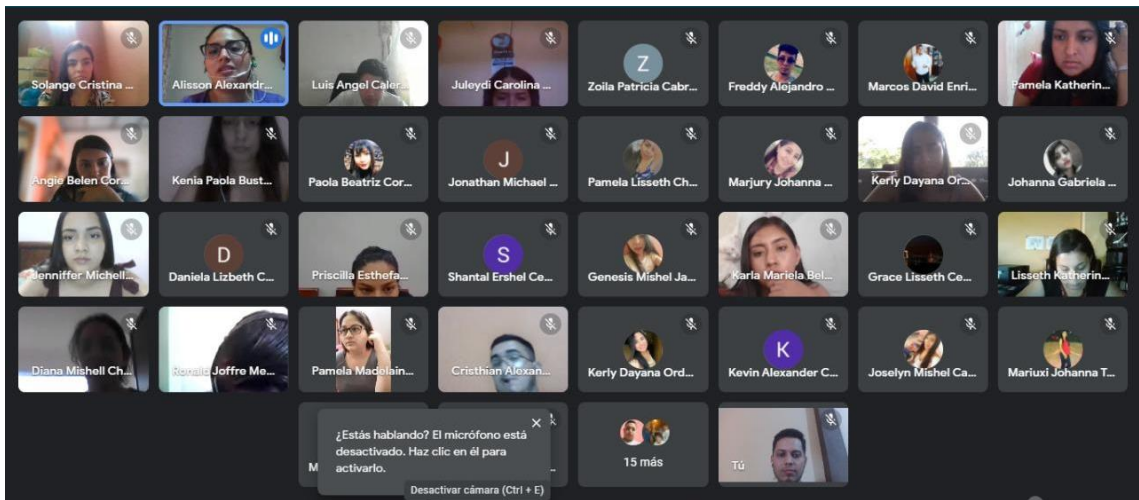 Solange Cristina ...
Alisson Alexandr...
Luis Angel Caler...
Juleydi Carolina ...
Z
Zoila Patricia Cabr...
Freddy Alejandro ...
Marcos David Enri...
Pamela Katherin...
Angie Belen Cor...
Kenia Paola Bust...
Paola Beatriz Cor...
J
Jonathan Michael ...
Pamela Lisseth Ch...
Marjury Johanna ...
Kerly Dayana Or...
Johanna Gabriela ...
Jenniffer Michell...
D
Daniela Lizbeth C...
Priscilla Esthefa...
S
Shantal Ershel Ce...
Genesis Mishel Ja...
Karla Mariela Bel...
Grace Lisseth Ce...
Lisseth Katherin...
Diana Mishell Ch...
Ronald Joffre Me...
Pamela Madelain...
Cristhian Alexan...
Kerly Dayana Ord...
K
Kevin Alexander C...
Joselyn Mishel Ca...
Mariuxi Johanna T...
M
¿Estás hablando? El micrófono está
desactivado. Haz clic en él para
activarlo.
Desactivar cámara (Ctrl + E)
15 más
Tú